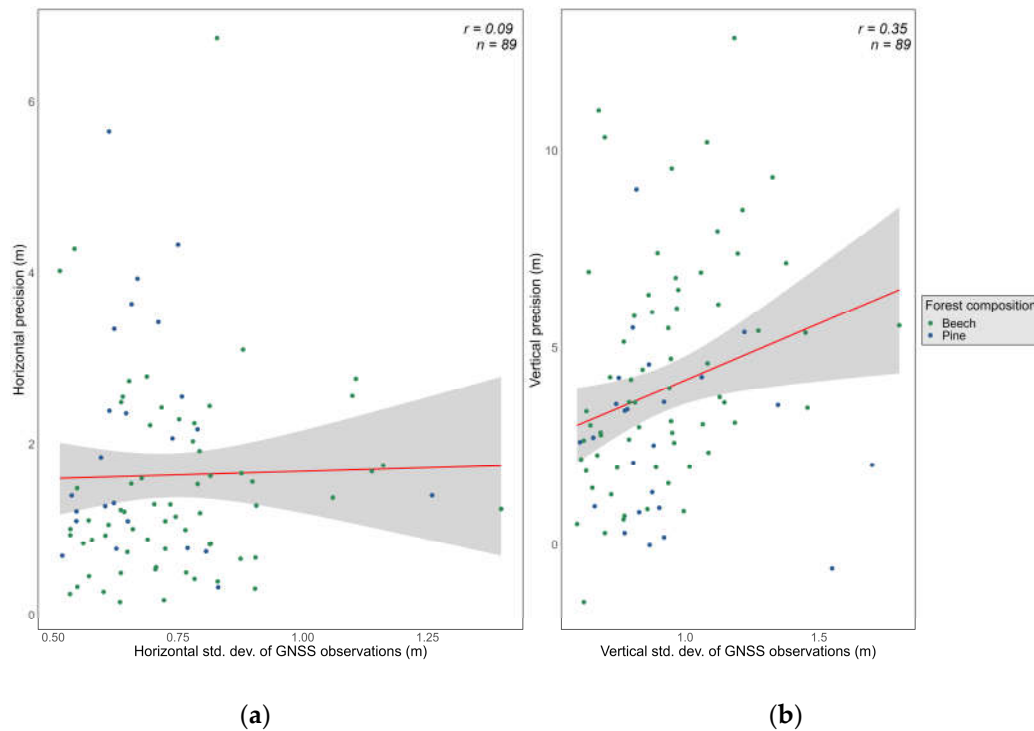 r = 0.09
n = 89
6
4
2
0
Horizontal precision (m)
0.50 0.75 1.00 1.25
Horizontal std. dev. of GNSS observations (m)
(a)
r = 0.35
n = 89
10
5
0
Vertical precision (m)
1.0 1.5
Vertical std. dev. of GNSS observations (m)
(b)
Forest composition
Beech
Pine